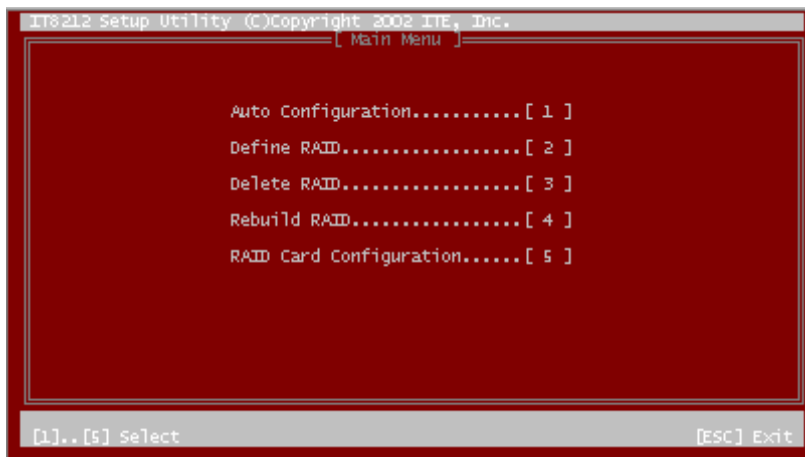 IT8212 Setup Utility (C)Copyright 2002 ITE, Inc.
[ Main Menu ]
Auto Configuration...........[ 1 ]
Define RAID..................[ 2 ]
Delete RAID..................[ 3 ]
Rebuild RAID.................[ 4 ]
RAID Card Configuration......[ 5 ]
[1]..[5] Select [ESC] Exit